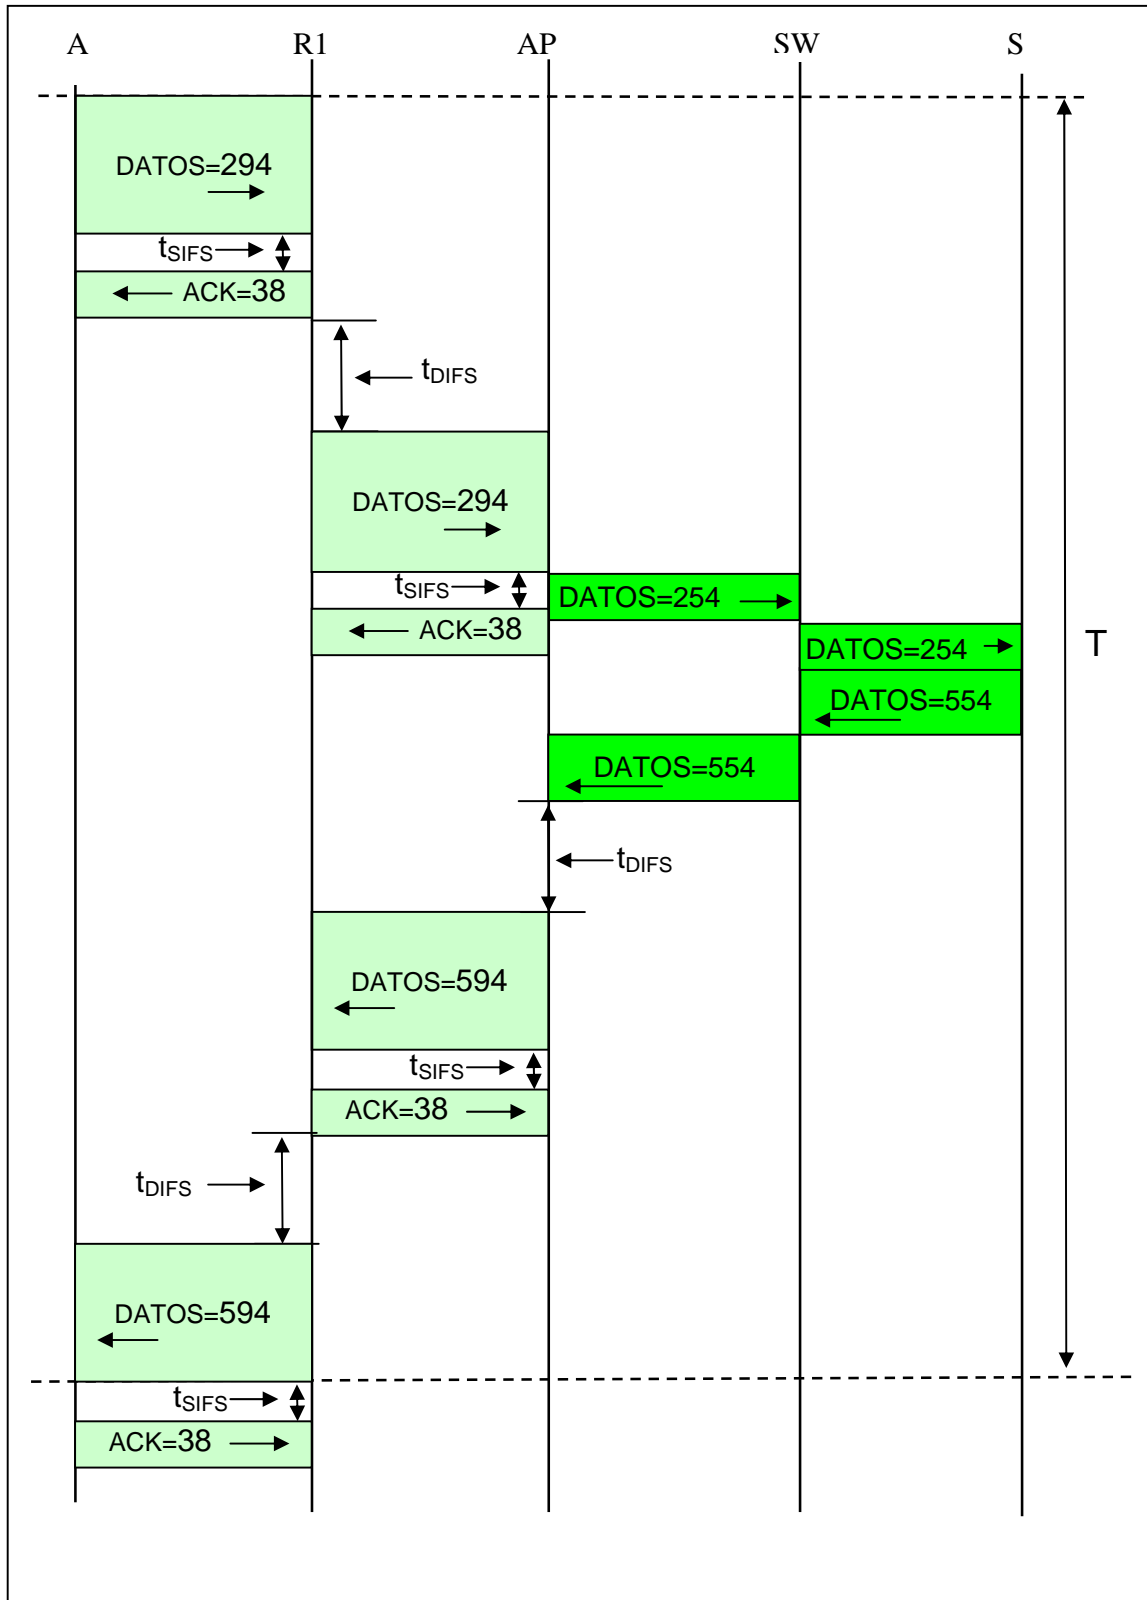 A R1 AP SW S
DATOS=294
tSIFS
ACK=38
tDIFS
DATOS=294
tSIFS
DATOS=254
ACK=38
DATOS=254
T
DATOS=554
DATOS=554
tDIFS
DATOS=594
tSIFS
ACK=38
tDIFS
DATOS=594
tSIFS
ACK=38